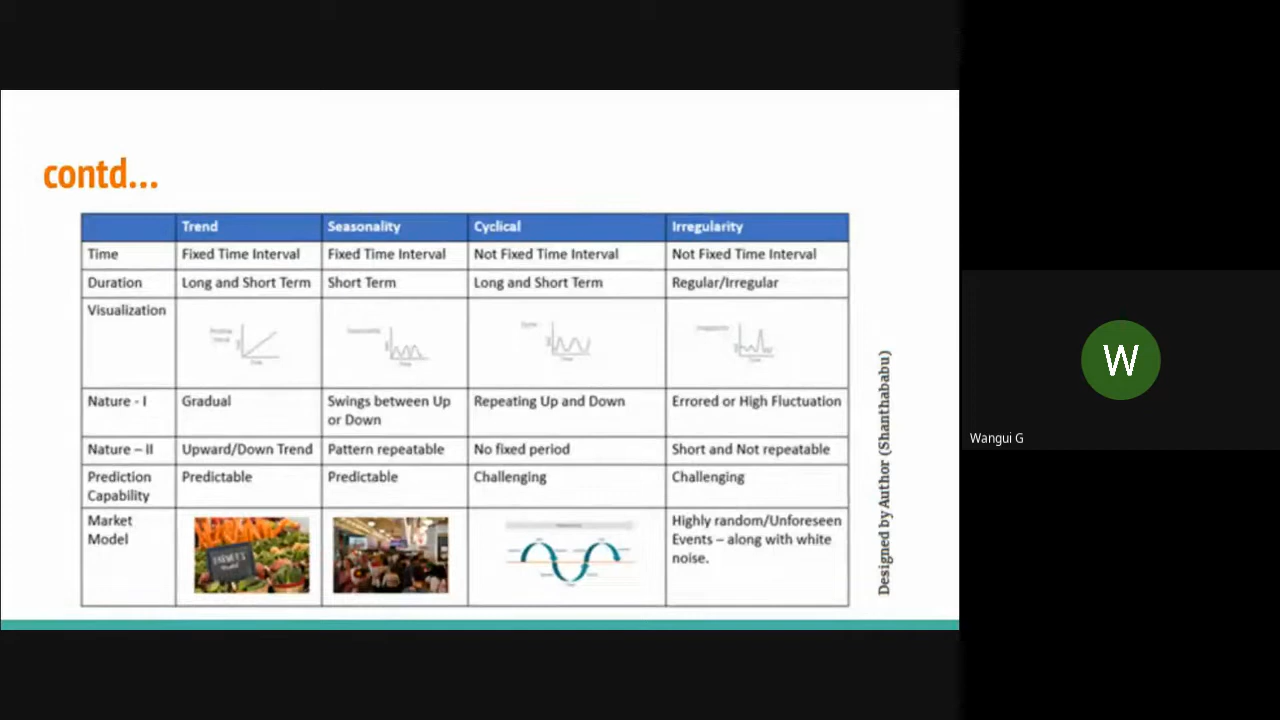 contd...
Trend Seasonality Cyclical Irregularity
Time Fixed Time Interval Fixed Time Interval Not Fixed Time Interval Not Fixed Time Interval
Duration Long and Short Term Short Term Long and Short Term Regular/Irregular
Visualization
Nature - I Gradual Swings between Up Repeating Up and Down Errored or High Fluctuation
or Down
Nature – II Upward/Down Trend Pattern repeatable No fixed period Short and Not repeatable
Prediction Predictable Predictable Challenging Challenging
Capability
Market Highly random/Unforeseen
Model Events – along with white
noise.
Designed by Author (Shanthababu)
W
Wangui G